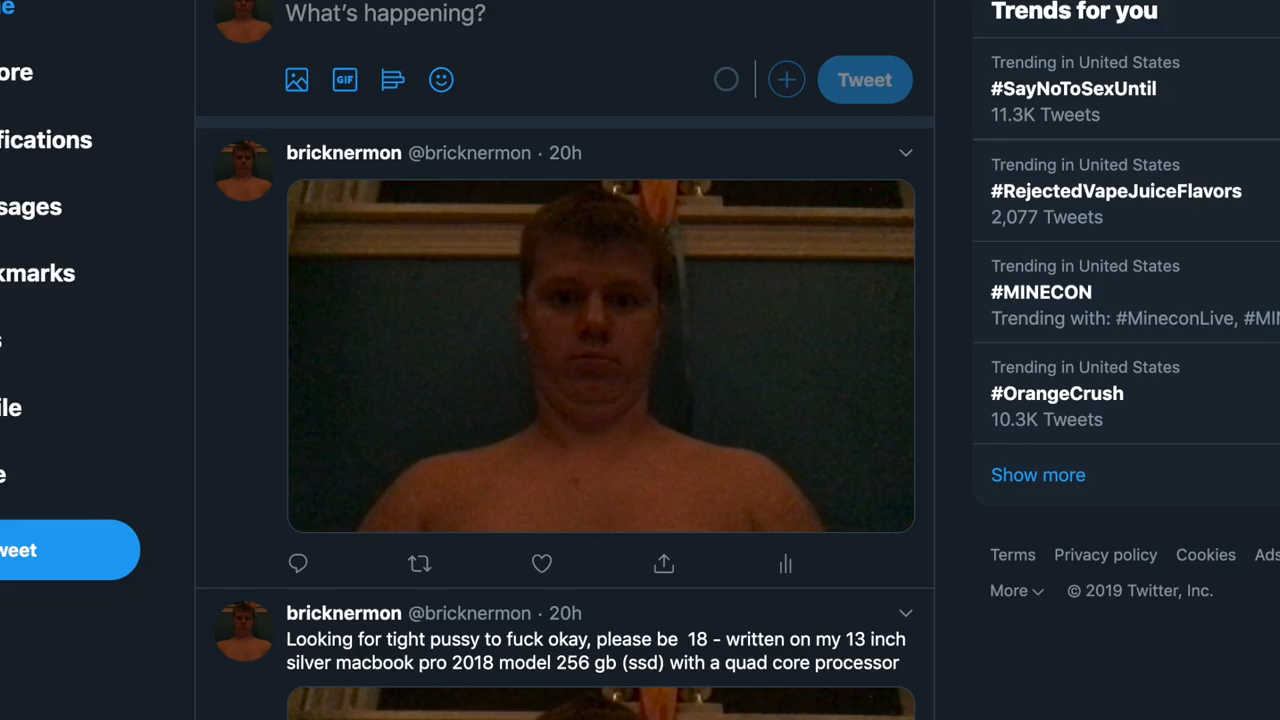 e
ore
fications
sages
kmarks
s
ile
e
weet
What's happening?
GIF
Tweet
bricknermon @bricknermon · 20h
bricknermon @bricknermon · 20h
Looking for tight pussy to fuck okay, please be  18 - written on my 13 inch
silver macbook pro 2018 model 256 gb (ssd) with a quad core processor
Trends for you
Trending in United States
#SayNoToSexUntil
11.3K Tweets
Trending in United States
#RejectedVapeJuiceFlavors
2,077 Tweets
Trending in United States
#MINECON
Trending with: #MineconLive, #MIN
Trending in United States
#OrangeCrush
10.3K Tweets
Show more
Terms Privacy policy Cookies Ads
More © 2019 Twitter, Inc.